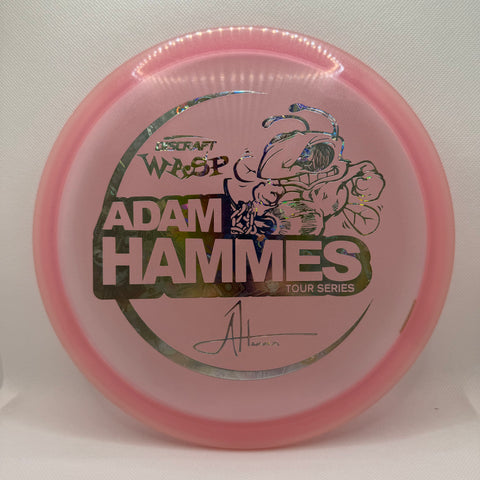 DISCRAFT
WASP
ADAM
HAMMES
TOUR SERIES